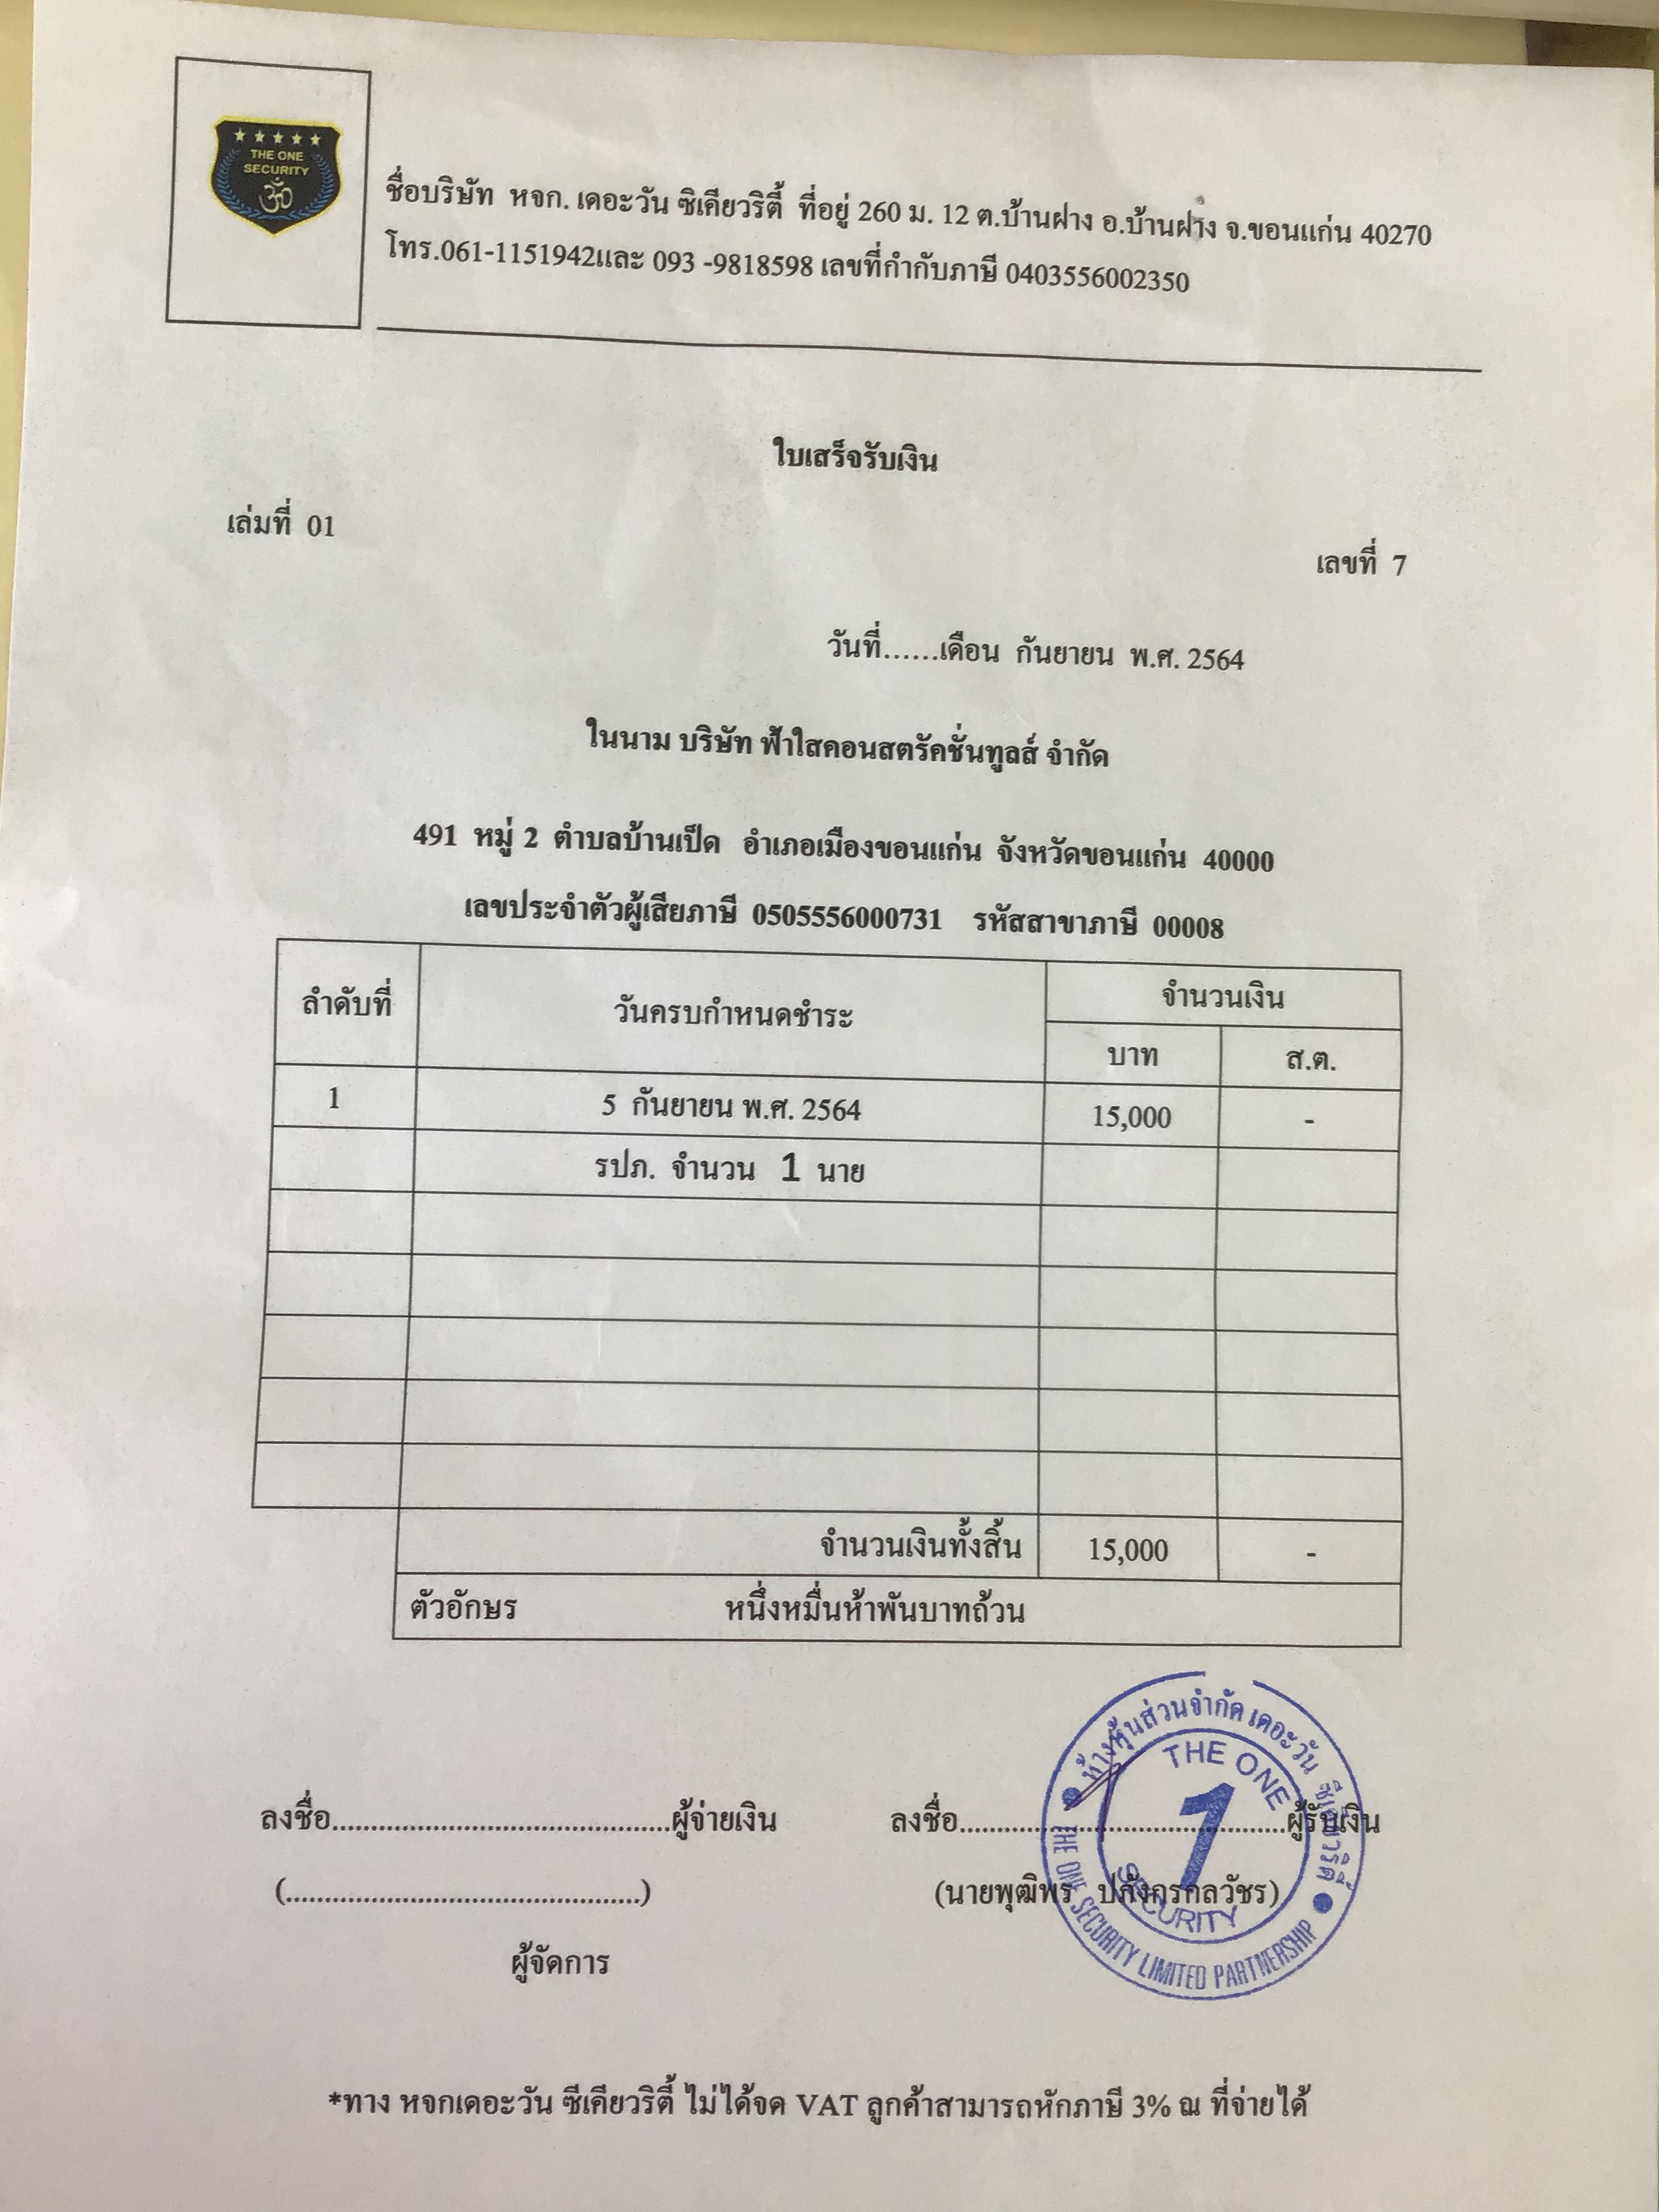 THE ONE
SECURITY
ชื่อบริษัท หจก. เดอะวัน ซิเคียวริตี้ ที่อยู่ 260 ม. 12 ต.บ้านฝาง อ.บ้านฝาง จ.ขอนแก่น 40270
โทร.061-1151942และ 093 -9818598 เลขที่กำกับภาษี 0403556002350
ใบเสร็จรับเงิน
เล่มที่ 01
เลขที่ 7
วันที่......เดือน กันยายน พ.ศ. 2564
ในนาม บริษัท ฟ้าใสคอนสตรัคชั่นทูลส์ จำกัด
491 หมู่ 2 ตำบลบ้านเป็ด อำเภอเมืองขอนแก่น จังหวัดขอนแก่น 40000
เลขประจำตัวผู้เสียภาษี 0505556000731 รหัสสาขาภาษี 00008
ลำดับที่ วันครบกำหนดชำระ จำนวนเงิน
บาท ส.ต.
1 5 กันยายน พ.ศ. 2564 15,000 -
รปภ. จำนวน 1 นาย
จำนวนเงินทั้งสิ้น 15,000 -
ตัวอักษร หนึ่งหมื่นห้าพันบาทถ้วน
ลงชื่อ........................................ผู้จ่ายเงิน ลงชื่อ........................................ผู้รับเงิน
(........................................) (นายพุฒิพร ปลั่งกรกลวัชร)
ผู้จัดการ
ห้างหุ้นส่วนจำกัด เดอะวัน ซีเคียวริตี้
THE ONE
1
SECURITY
THE ONE SECURITY LIMITED PARTNERSHIP
*ทาง หจกเดอะวัน ซีเคียวริตี้ ไม่ได้จด VAT ลูกค้าสามารถหักภาษี 3% ณ ที่จ่ายได้